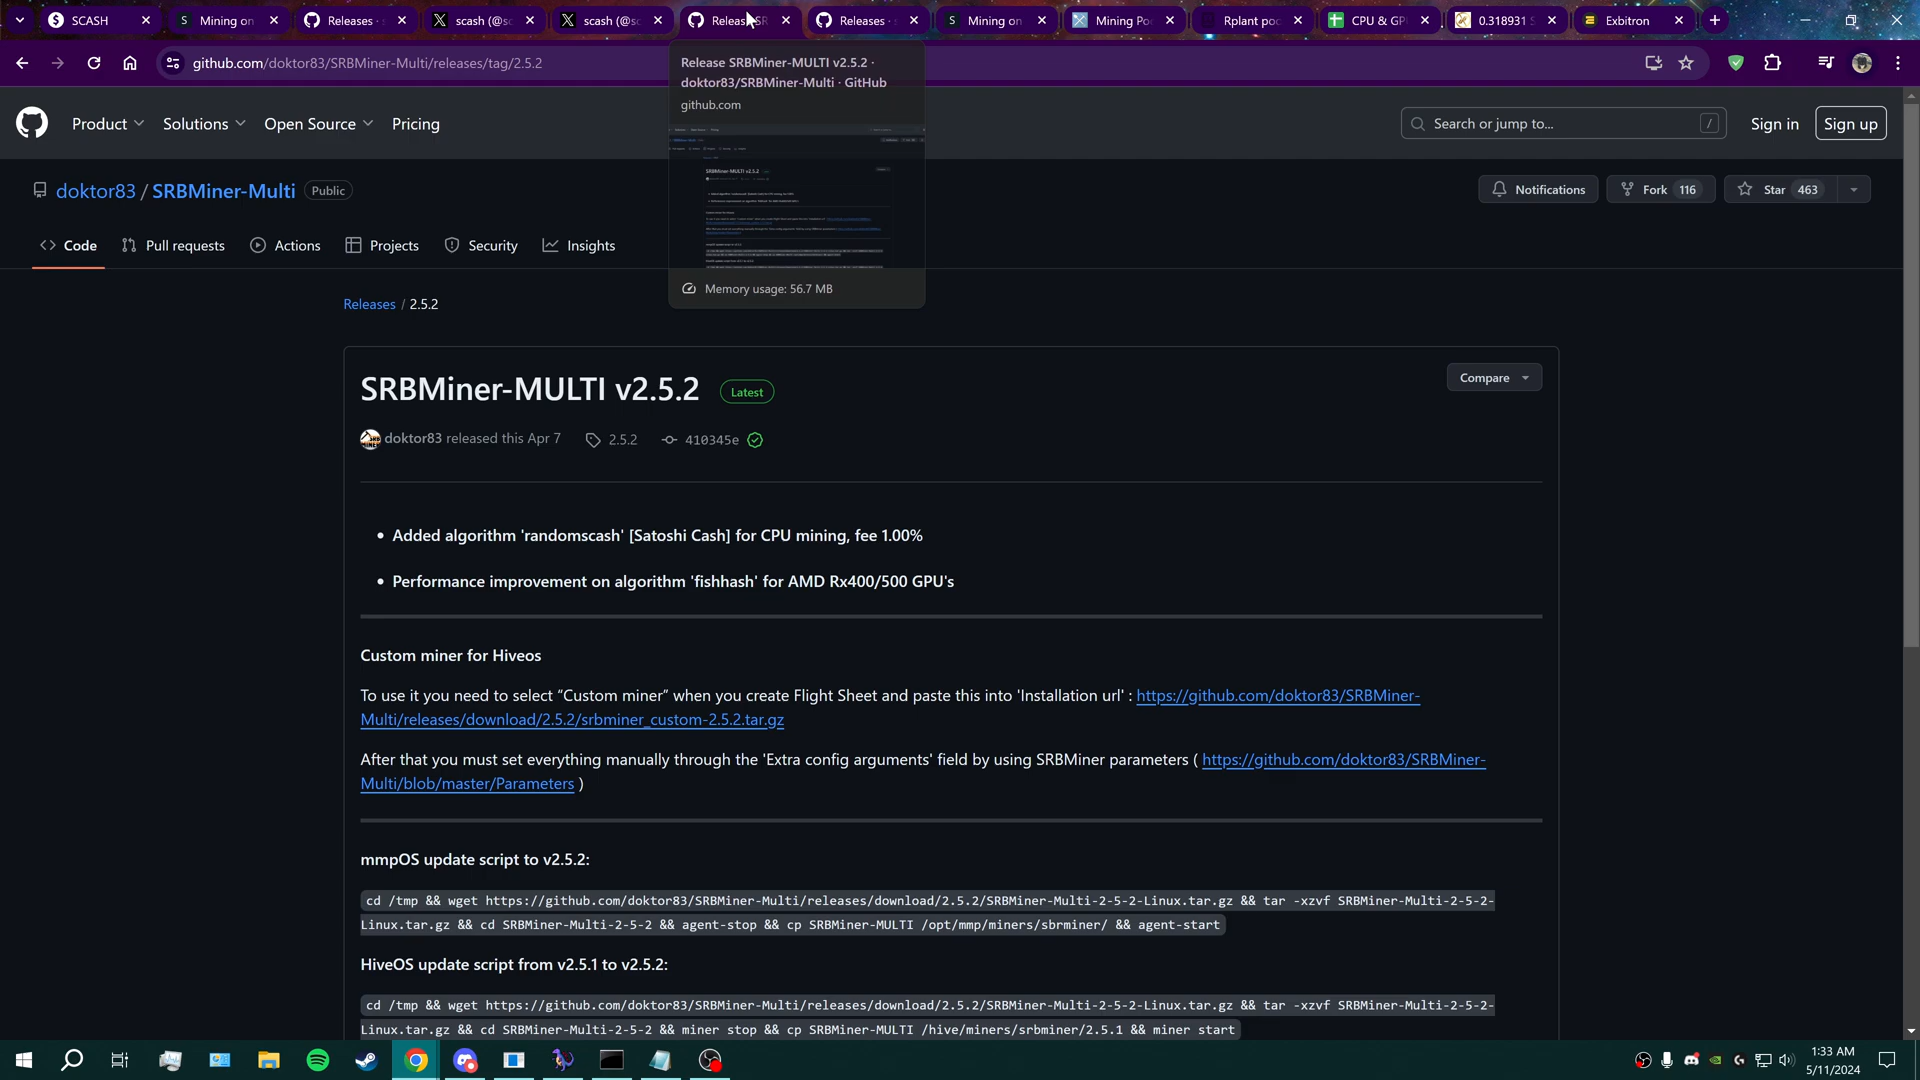 SCASH
Mining on
Releases ·
scash (@sc
scash (@sc
Release SR
Releases ·
Mining on
Mining Po
Rplant poo
CPU & GP
0.318931
Exbitron
github.com/doktor83/SRBMiner-Multi/releases/tag/2.5.2
Release SRBMiner-MULTI v2.5.2 ·
doktor83/SRBMiner-Multi · GitHub
github.com
Memory usage: 56.7 MB
Product
Solutions
Open Source
Pricing
Search or jump to...
/
Sign in
Sign up
doktor83 / SRBMiner-Multi Public
Notifications
Fork 116
Star 463
Code
Pull requests
Actions
Projects
Security
Insights
Releases / 2.5.2
SRBMiner-MULTI v2.5.2 Latest
Compare
doktor83 released this Apr 7 2.5.2 410345e
• Added algorithm 'randomscash' [Satoshi Cash] for CPU mining, fee 1.00%
• Performance improvement on algorithm 'fishhash' for AMD Rx400/500 GPU's
Custom miner for Hiveos
To use it you need to select “Custom miner” when you create Flight Sheet and paste this into 'Installation url' : https://github.com/doktor83/SRBMiner-
Multi/releases/download/2.5.2/srbminer_custom-2.5.2.tar.gz
After that you must set everything manually through the 'Extra config arguments' field by using SRBMiner parameters ( https://github.com/doktor83/SRBMiner-
Multi/blob/master/Parameters )
mmpOS update script to v2.5.2:
cd /tmp && wget https://github.com/doktor83/SRBMiner-Multi/releases/download/2.5.2/SRBMiner-Multi-2-5-2-Linux.tar.gz && tar -xzvf SRBMiner-Multi-2-5-2-
Linux.tar.gz && cd SRBMiner-Multi-2-5-2 && agent-stop && cp SRBMiner-MULTI /opt/mmp/miners/sbrminer/ && agent-start
HiveOS update script from v2.5.1 to v2.5.2:
cd /tmp && wget https://github.com/doktor83/SRBMiner-Multi/releases/download/2.5.2/SRBMiner-Multi-2-5-2-Linux.tar.gz && tar -xzvf SRBMiner-Multi-2-5-2-
Linux.tar.gz && cd SRBMiner-Multi-2-5-2 && miner stop && cp SRBMiner-MULTI /hive/miners/srbminer/2.5.1 && miner start
1:33 AM
5/11/2024